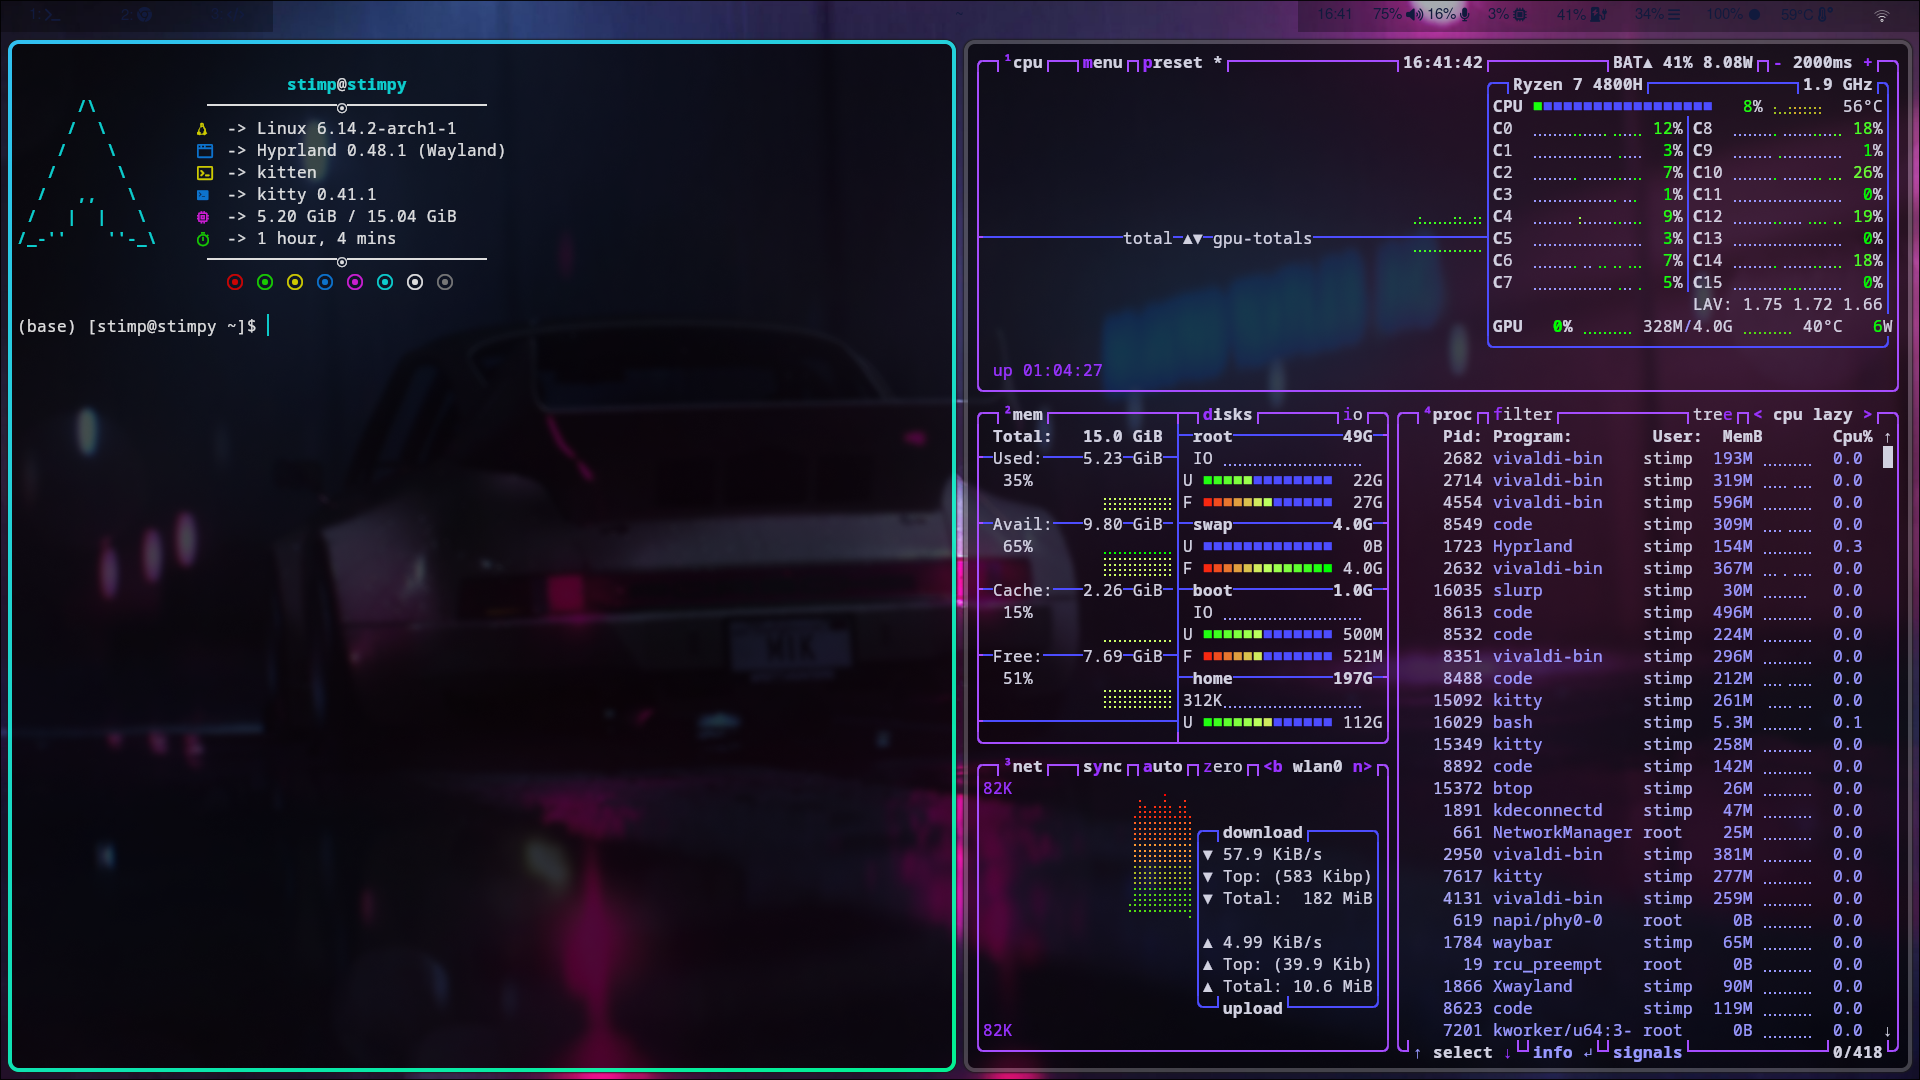 1: >_ 2:
~
16:41 75% 16% 3% 41% 34% 100% 59°C
stimp@stimpy
-> Linux 6.14.2-arch1-1
-> Hyprland 0.48.1 (Wayland)
-> kitten
-> kitty 0.41.1
-> 5.20 GiB / 15.04 GiB
-> 1 hour, 4 mins
(base) [stimp@stimpy ~]$
¹cpu menu preset * 16:41:42 BAT▲ 41% 8.08W - 2000ms +
Ryzen 7 4800H 1.9 GHz
CPU 8% 56°C
C0 12% C8 18%
C1 3% C9 1%
C2 7% C10 26%
C3 1% C11 0%
C4 9% C12 19%
C5 3% C13 0%
C6 7% C14 18%
C7 5% C15 0%
LAV: 1.75 1.72 1.66
GPU 0% 328M/4.0G 40°C 6W
total ▲▼ gpu-totals
up 01:04:27
²mem
Total: 15.0 GiB
Used: 5.23 GiB
35%
Avail: 9.80 GiB
65%
Cache: 2.26 GiB
15%
Free: 7.69 GiB
51%
disks io
root 49G
IO
U 22G
F 27G
swap 4.0G
U 0B
F 4.0G
boot 1.0G
IO
U 500M
F 521M
home 197G
312K
U 112G
³net sync auto zero <b wlan0 n>
82K
download
▼ 57.9 KiB/s
▼ Top: (583 Kibp)
▼ Total: 182 MiB
▲ 4.99 KiB/s
▲ Top: (39.9 Kib)
▲ Total: 10.6 MiB
upload
82K
⁴proc filter tree < cpu lazy >
Pid: Program: User: MemB Cpu% ↑
2682 vivaldi-bin stimp 193M 0.0
2714 vivaldi-bin stimp 319M 0.0
4554 vivaldi-bin stimp 596M 0.0
8549 code stimp 309M 0.0
1723 Hyprland stimp 154M 0.3
2632 vivaldi-bin stimp 367M 0.0
16035 slurp stimp 30M 0.0
8613 code stimp 496M 0.0
8532 code stimp 224M 0.0
8351 vivaldi-bin stimp 296M 0.0
8488 code stimp 212M 0.0
15092 kitty stimp 261M 0.0
16029 bash stimp 5.3M 0.1
15349 kitty stimp 258M 0.0
8892 code stimp 142M 0.0
15372 btop stimp 26M 0.0
1891 kdeconnectd stimp 47M 0.0
661 NetworkManager root 25M 0.0
2950 vivaldi-bin stimp 381M 0.0
7617 kitty stimp 277M 0.0
4131 vivaldi-bin stimp 259M 0.0
619 napi/phy0-0 root 0B 0.0
1784 waybar stimp 65M 0.0
19 rcu_preempt root 0B 0.0
1866 Xwayland stimp 90M 0.0
8623 code stimp 119M 0.0
7201 kworker/u64:3- root 0B 0.0 ↓
↑ select ↓ info ↲ signals 0/418